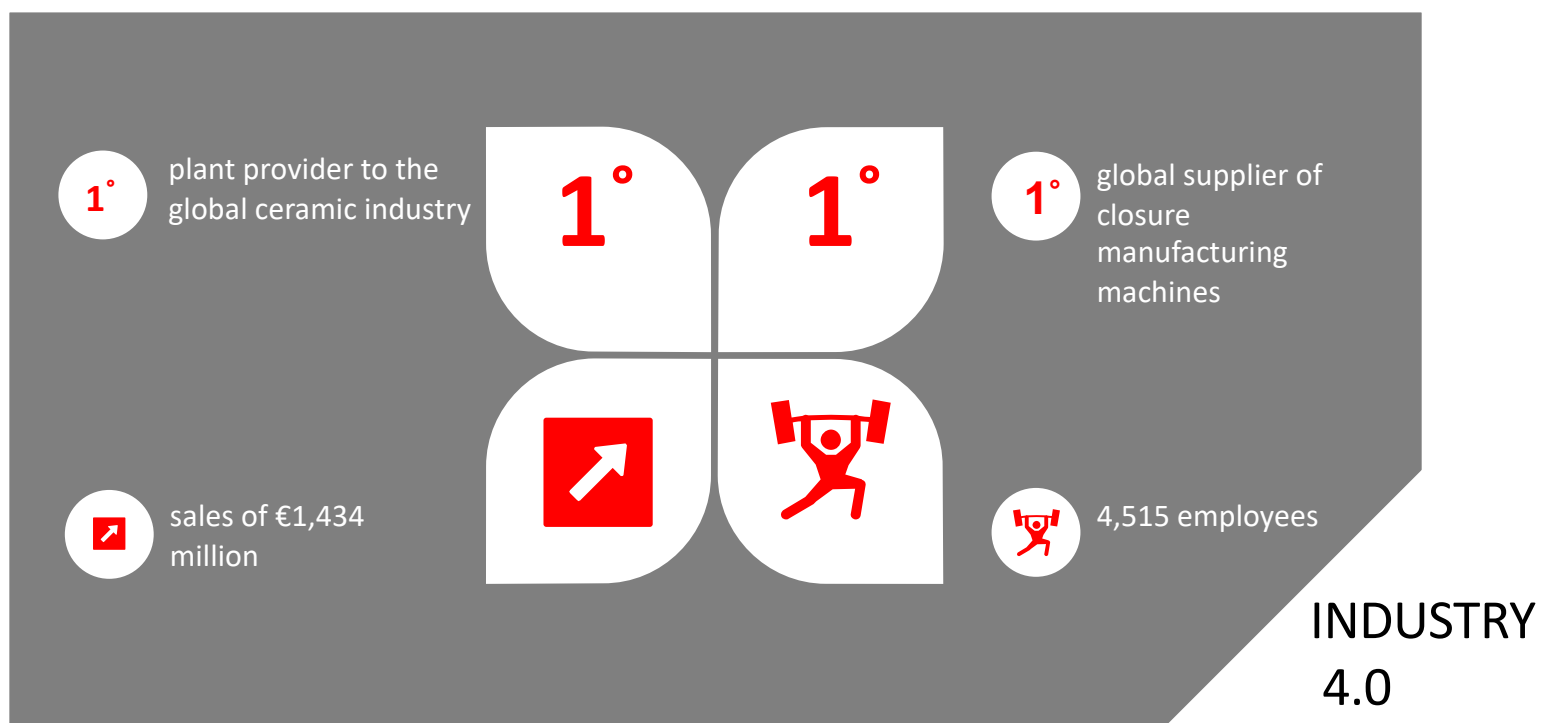 1°
plant provider to the
global ceramic industry
1°
1°
1°
global supplier of
closure
manufacturing
machines
sales of €1,434
million
4,515 employees
INDUSTRY
4.0